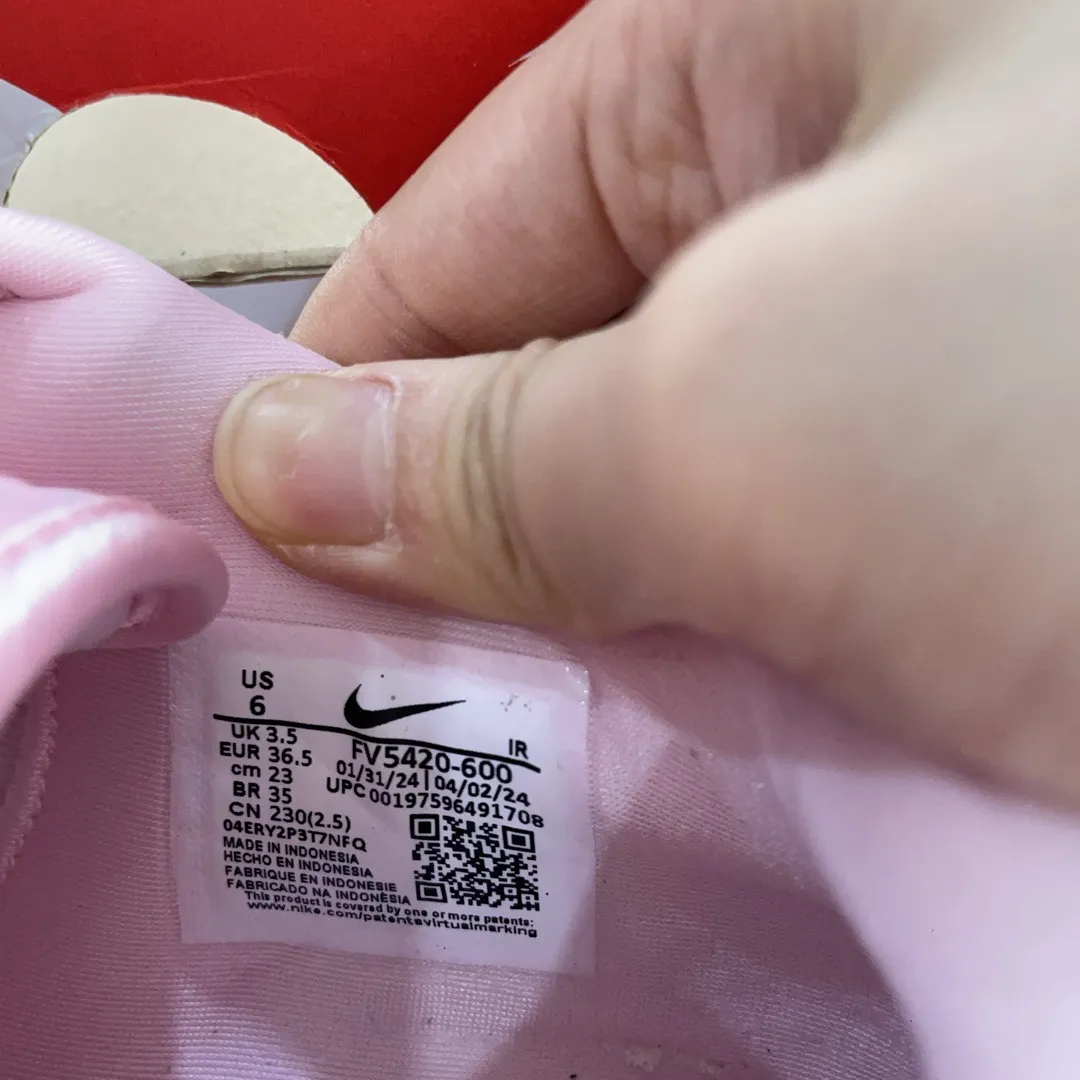 US
6
IR
UK 3.5
EUR 36.5
cm 23
BR 35
CN 230(2.5)
FV5420-600
01/31/24 | 04/02/24
UPC 00197596491708
04ERY2P3T7NFQ
MADE IN INDONESIA
HECHO EN INDONESIA
FABRIQUE EN INDONESIE
FABRICADO NA INDONÉSIA
This product is covered by one or more patents:
www.nike.com/patentsvirtualmarking